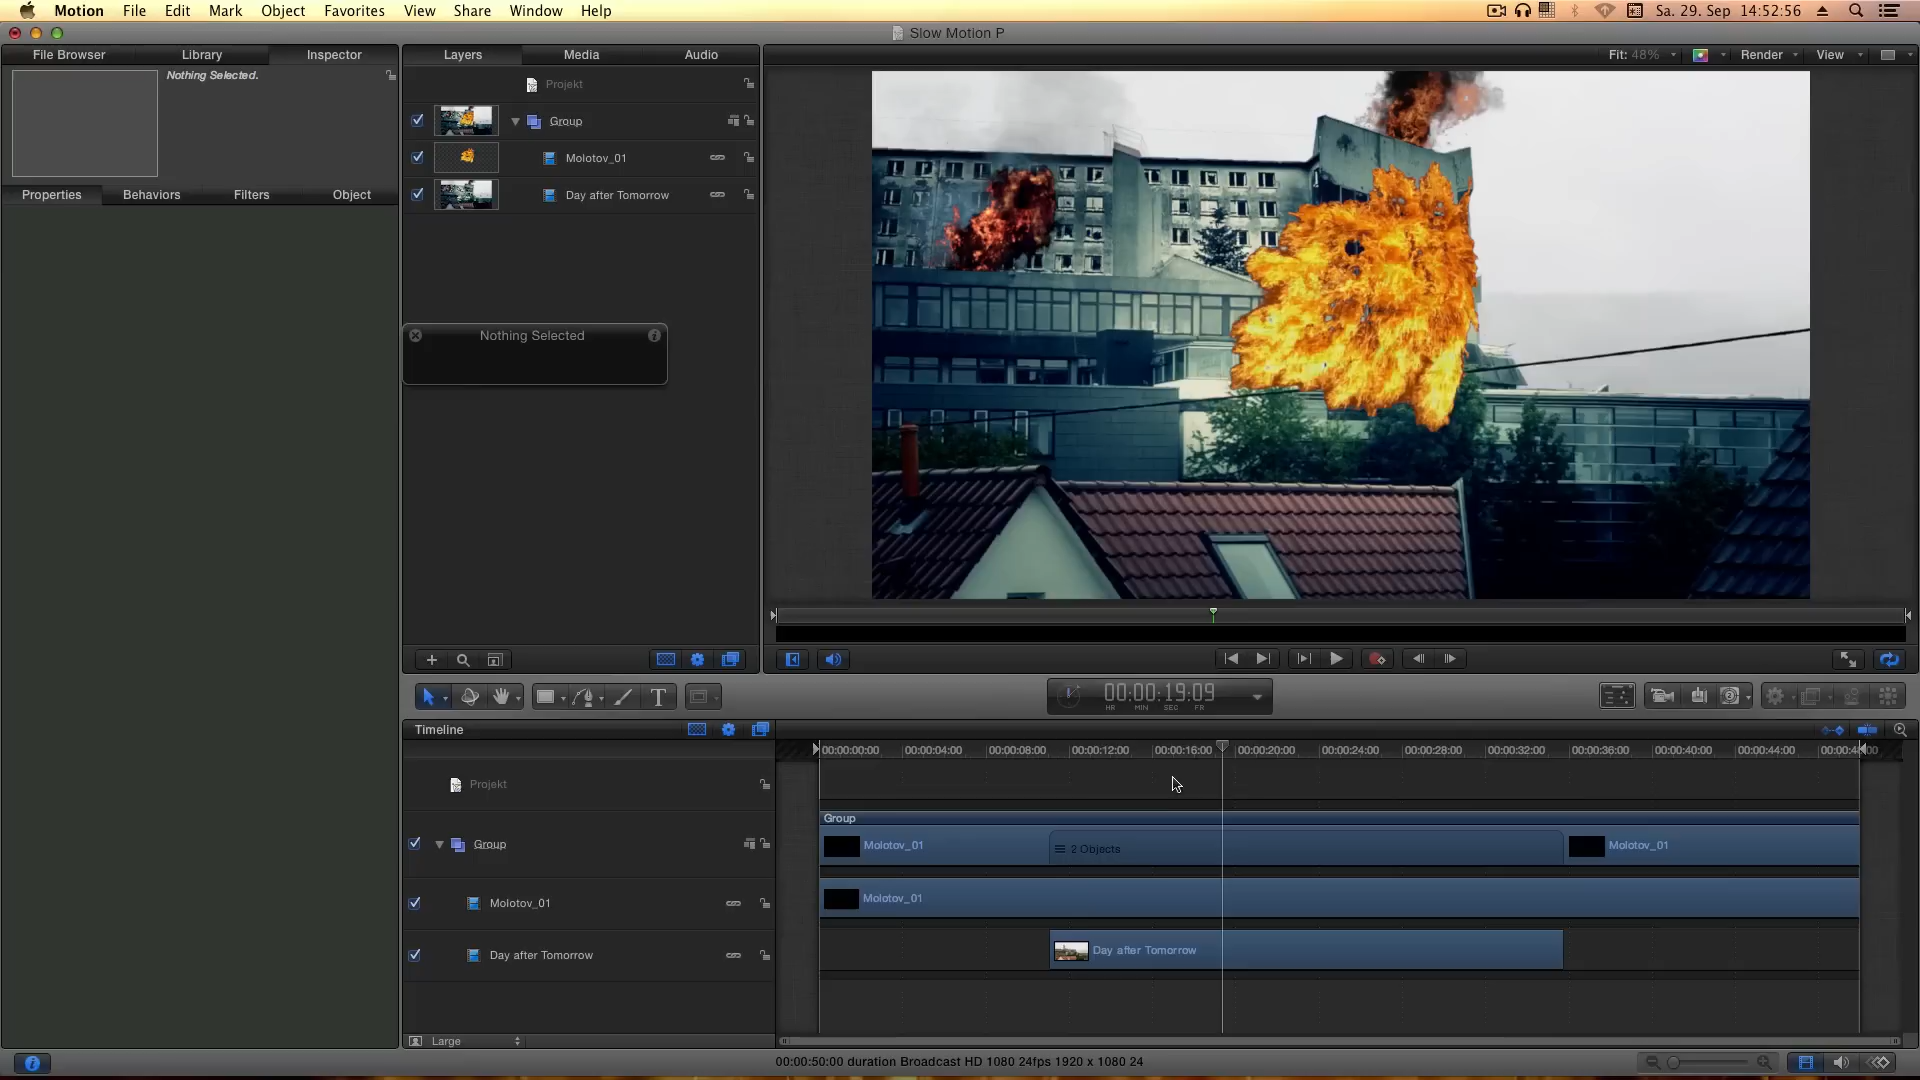 Motion File Edit Mark Object Favorites View Share Window Help Sa. 29. Sep 14:52:56
Slow Motion P
File Browser Library Inspector Layers Media Audio Fit: 48% Render View
Nothing Selected.
Projekt
Group
Molotov_01
Day after Tomorrow
Properties Behaviors Filters Object
Nothing Selected
00:00:19:09
HR MIN SEC FR
Timeline
00:00:00:00 00:00:04:00 00:00:08:00 00:00:12:00 00:00:16:00 00:00:20:00 00:00:24:00 00:00:28:00 00:00:32:00 00:00:36:00 00:00:40:00 00:00:44:00
Projekt
Group
Group
Molotov_01 2 Objects Molotov_01
Molotov_01
Molotov_01
Day after Tomorrow
Day after Tomorrow
Large
00:00:50:00 duration Broadcast HD 1080 24fps 1920 x 1080 24